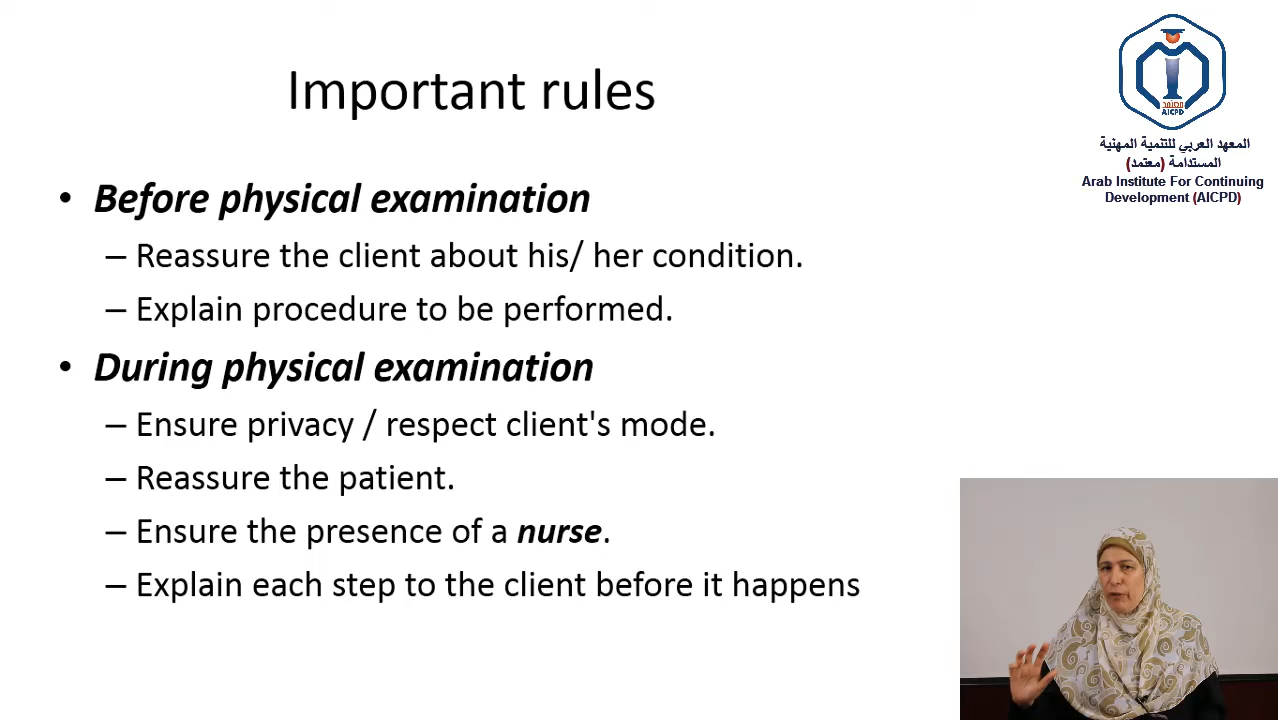 Important rules
• Before physical examination
– Reassure the client about his/ her condition.
– Explain procedure to be performed.
• During physical examination
– Ensure privacy / respect client's mode.
– Reassure the patient.
– Ensure the presence of a nurse.
– Explain each step to the client before it happens
معتمد
AICPD
المعهد العربي للتنمية المهنية
المستدامة (معتمد)
Arab Institute For Continuing
Development (AICPD)